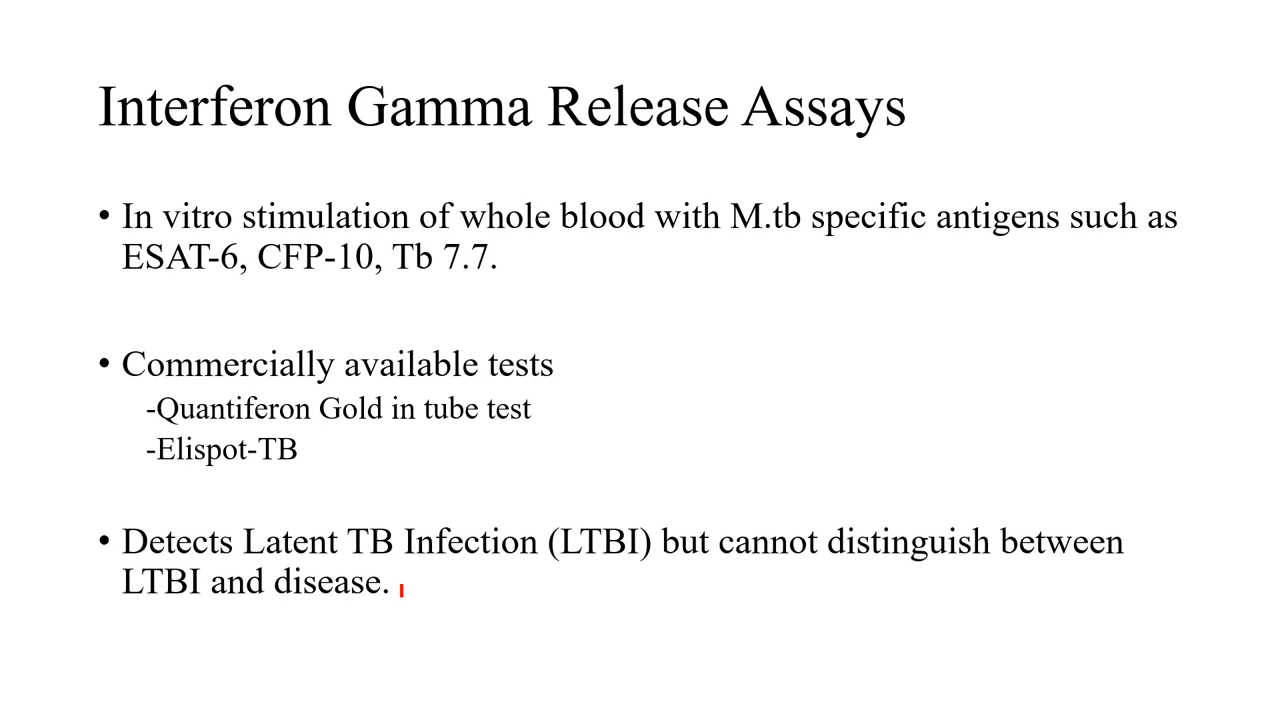 Interferon Gamma Release Assays
• In vitro stimulation of whole blood with M.tb specific antigens such as
ESAT-6, CFP-10, Tb 7.7.
• Commercially available tests
-Quantiferon Gold in tube test
-Elispot-TB
• Detects Latent TB Infection (LTBI) but cannot distinguish between
LTBI and disease.